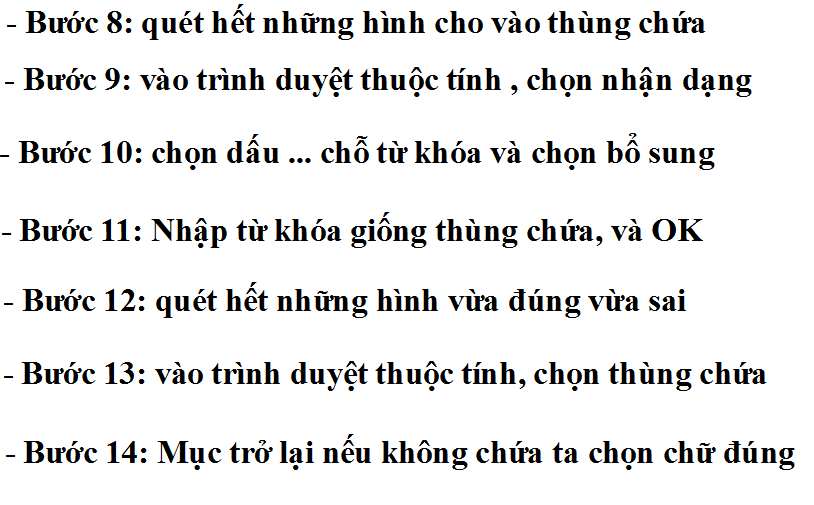 - Bước 8: quét hết những hình cho vào thùng chứa
- Bước 9: vào trình duyệt thuộc tính , chọn nhận dạng
- Bước 10: chọn dấu ... chỗ từ khóa và chọn bổ sung
- Bước 11: Nhập từ khóa giống thùng chứa, và OK
- Bước 12: quét hết những hình vừa đúng vừa sai
- Bước 13: vào trình duyệt thuộc tính, chọn thùng chứa
- Bước 14: Mục trở lại nếu không chứa ta chọn chữ đúng